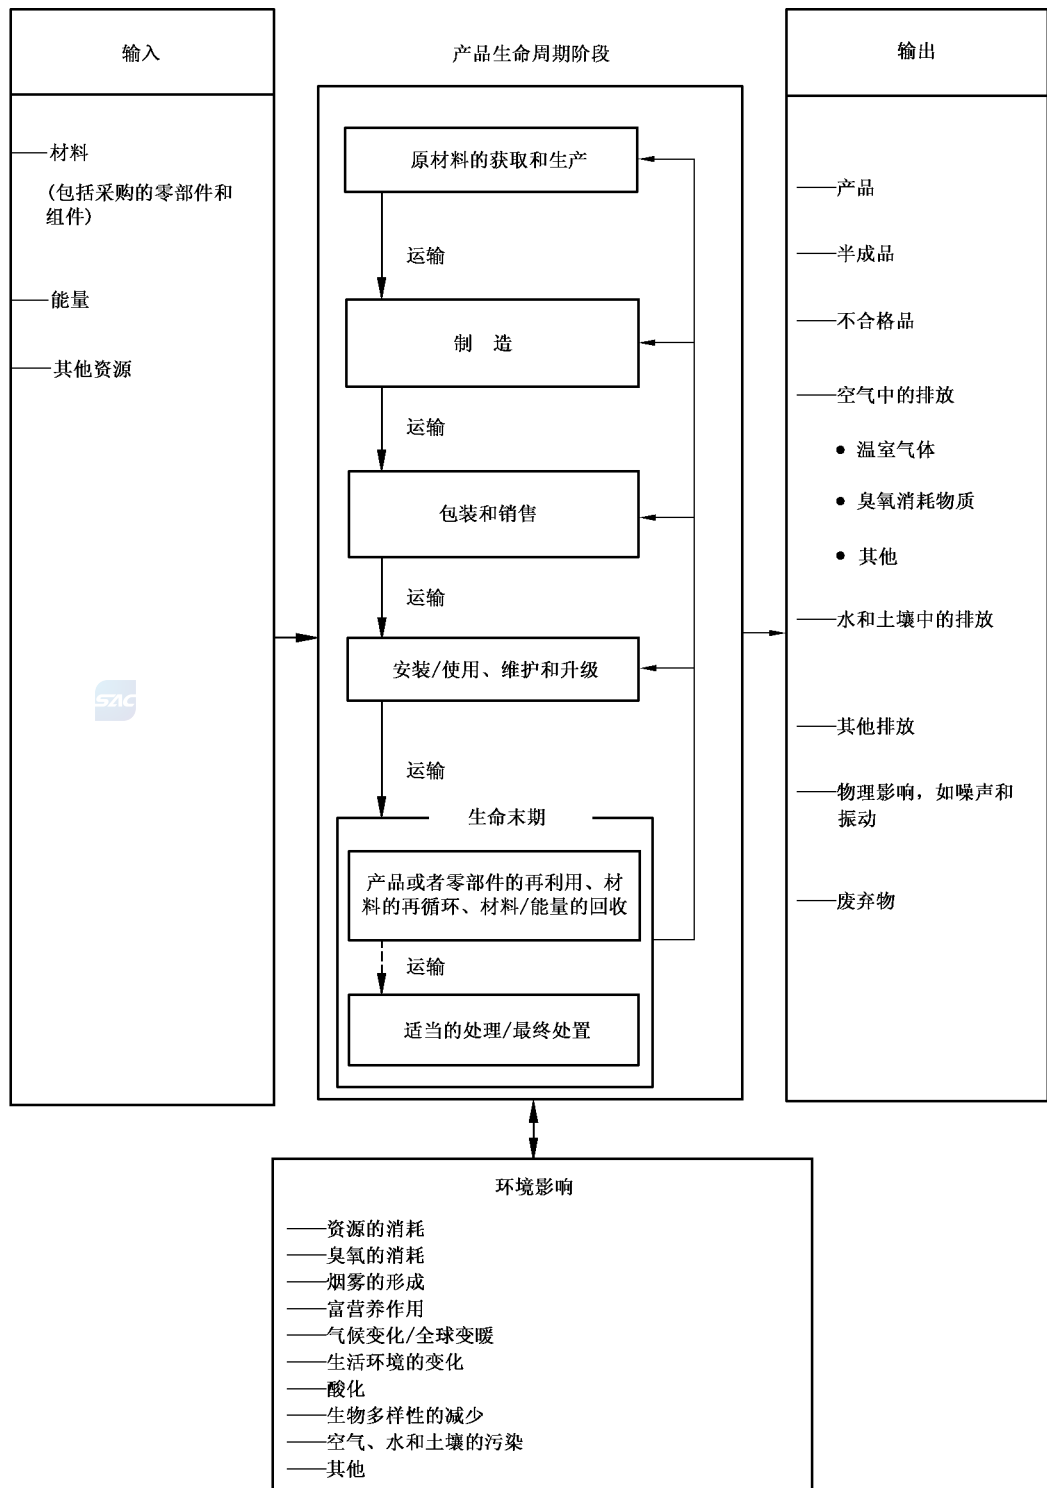 输入
——材料
(包括采购的零部件和
组件)
——能量
——其他资源
SAC
产品生命周期阶段
原材料的获取和生产
运输
制 造
运输
包装和销售
运输
安装/使用、维护和升级
运输
生命末期
产品或者零部件的再利用、材
料的再循环、材料/能量的回收
运输
适当的处理/最终处置
输出
——产品
——半成品
——不合格品
——空气中的排放
● 温室气体
● 臭氧消耗物质
● 其他
——水和土壤中的排放
——其他排放
——物理影响，如噪声和
振动
——废弃物
环境影响
——资源的消耗
——臭氧的消耗
——烟雾的形成
——富营养作用
——气候变化/全球变暖
——生活环境的变化
——酸化
——生物多样性的减少
——空气、水和土壤的污染
——其他